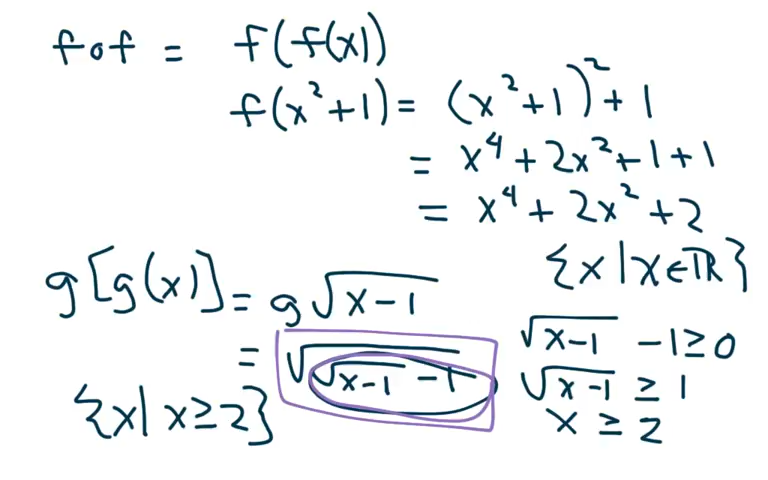 fof = f(f(x)
f(x²+1) = (x²+1)² + 1
= x⁴ + 2x² + 1 + 1
= x⁴ + 2x² + 2
{x | x∈ℝ}
g[g(x)] = g√(x-1)
= √(√(x-1) - 1)
{x | x≥2}
√(x-1) - 1 ≥ 0
√(x-1) ≥ 1
x ≥ 2